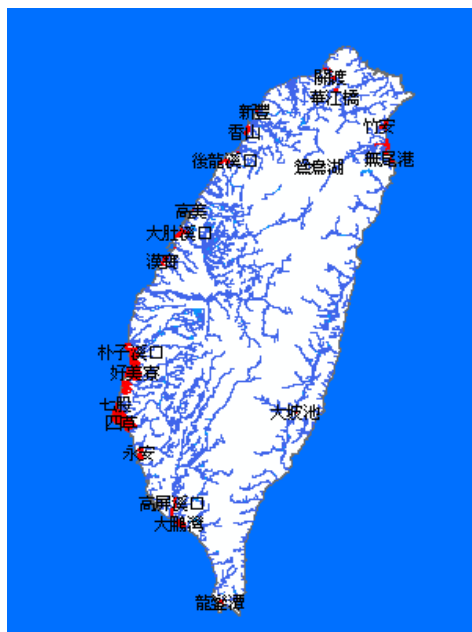 關渡
華江橋
新豐
竹安
香山
後龍溪口
無尾港
鴛鴦湖
高美
大肚溪口
漢寶
朴子溪口
好美寮
七股
大坡池
四草
永安
高屏溪口
大鵬灣
龍鑾潭